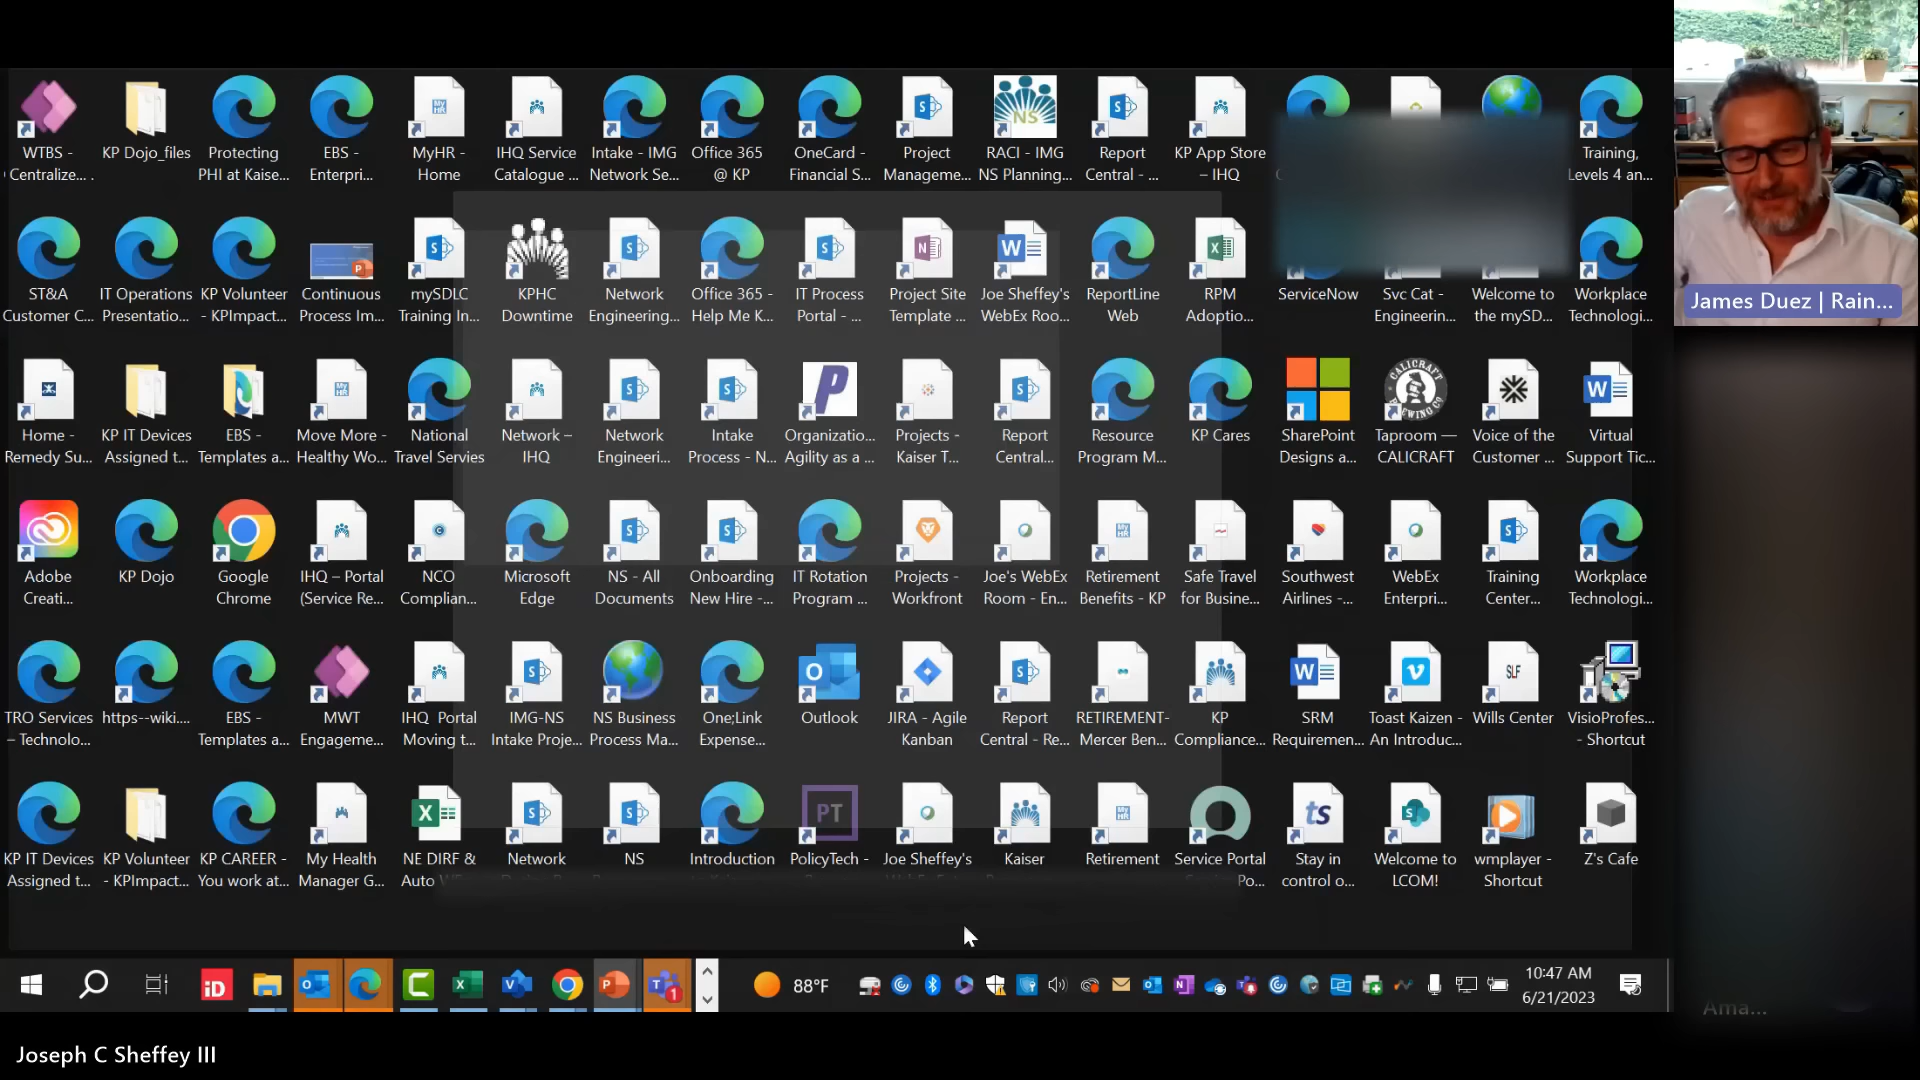 WTBS -
Centralize...
KP Dojo_files
Protecting
PHI at Kaise...
EBS -
Enterpri...
MyHR -
Home
IHQ Service
Catalogue ...
Intake - IMG
Network Se...
Office 365
@ KP
OneCard -
Financial S...
Project
Manageme...
NS
RACI - IMG
NS Planning...
Report
Central - ...
KP App Store
– IHQ
Training,
Levels 4 an...
ST&A
Customer C...
IT Operations
Presentatio...
KP Volunteer
- KPImpact...
Continuous
Process Im...
mySDLC
Training In...
KPHC
Downtime
Network
Engineering...
Office 365 -
Help Me K...
IT Process
Portal - ...
Project Site
Template ...
Joe Sheffey's
WebEx Roo...
ReportLine
Web
RPM
Adoptio...
ServiceNow
Svc Cat -
Engineerin...
Welcome to
the mySD...
Workplace
Technologi...
James Duez | Rain...
Home -
Remedy Su...
KP IT Devices
Assigned t...
EBS -
Templates a...
Move More -
Healthy Wo...
National
Travel Servies
Network –
IHQ
Network
Engineeri...
Intake
Process - N...
Organizatio...
Agility as a ...
Projects -
Kaiser T...
Report
Central...
Resource
Program M...
KP Cares
SharePoint
Designs a...
CALICRAFT
BREWING CO
Taproom —
CALICRAFT
Voice of the
Customer ...
Virtual
Support Tic...
Adobe
Creati...
KP Dojo
Google
Chrome
IHQ – Portal
(Service Re...
NCO
Complian...
Microsoft
Edge
NS - All
Documents
Onboarding
New Hire -...
IT Rotation
Program ...
Projects -
Workfront
Joe's WebEx
Room - En...
Retirement
Benefits - KP
Safe Travel
for Busine...
Southwest
Airlines -...
WebEx
Enterpri...
Training
Center...
Workplace
Technologi...
TRO Services
– Technolo...
https--wiki....
EBS -
Templates a...
MWT
Engageme...
IHQ Portal
Moving t...
IMG-NS
Intake Proje...
NS Business
Process Ma...
One;Link
Expense...
Outlook
JIRA - Agile
Kanban
Report
Central - Re...
RETIREMENT-
Mercer Ben...
KP
Compliance...
SRM
Requiremen...
Toast Kaizen -
An Introduc...
SLF
Wills Center
VisioProfes...
- Shortcut
KP IT Devices
Assigned t...
KP Volunteer
- KPImpact...
KP CAREER -
You work at...
My Health
Manager G...
NE DIRF &
Auto
Network
NS
Introduction
PT
PolicyTech -
Joe Sheffey's
Kaiser
Retirement
Service Portal
Po...
ts
Stay in
control o...
Welcome to
LCOM!
wmplayer -
Shortcut
Z's Cafe
iD
1
88°F
10:47 AM
6/21/2023
Ama...
Joseph C Sheffey III